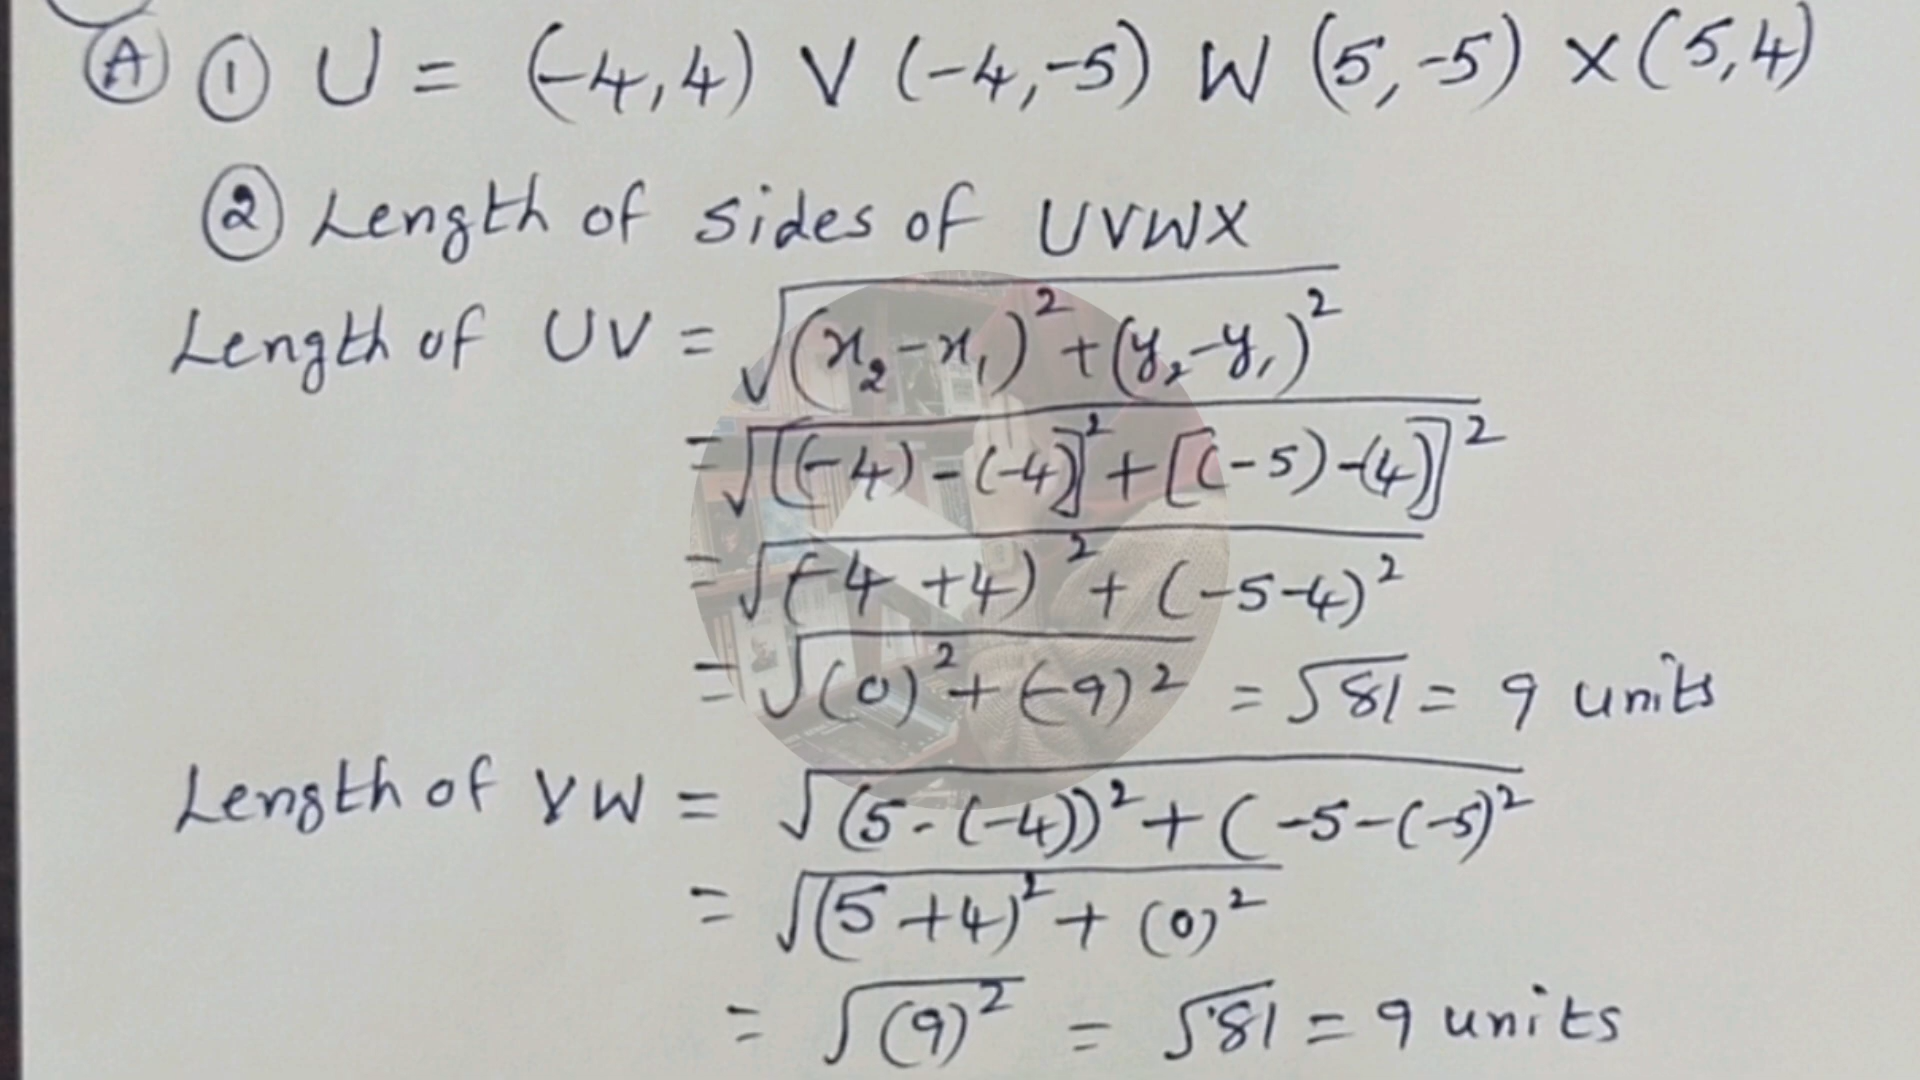 (A) (1) U = (-4,4) V (-4,-5) W (5,-5) X (5,4)
(2) Length of sides of UVWX
Length of UV = √(x₂-x₁)² + (y₂-y₁)²
= √[(-4)-(-4)]² + [(-5)-(4)]²
= √(-4+4)² + (-5-4)²
= √(0)² + (-9)² = √81 = 9 units
Length of VW = √(5-(-4))² + (-5-(-5)²
= √(5+4)² + (0)²
= √(9)² = √81 = 9 units